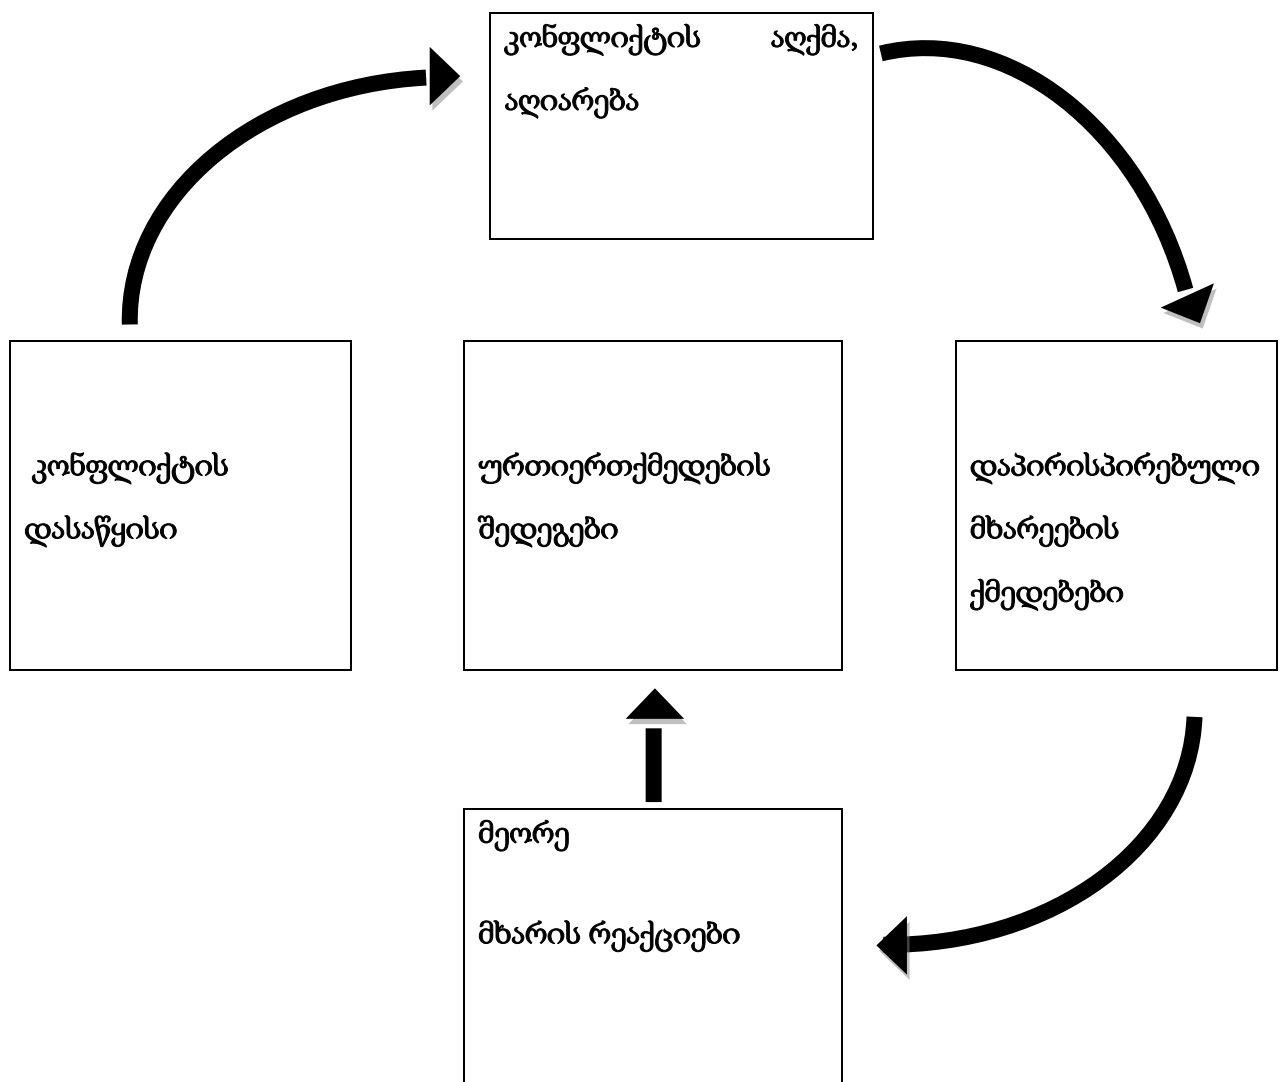 კონფლიქტის აღქმა,
აღიარება
კონფლიქტის
დასაწყისი
ურთიერთქმედების
შედეგები
დაპირისპირებული
მხარეების
ქმედებები
მეორე
მხარის რეაქციები